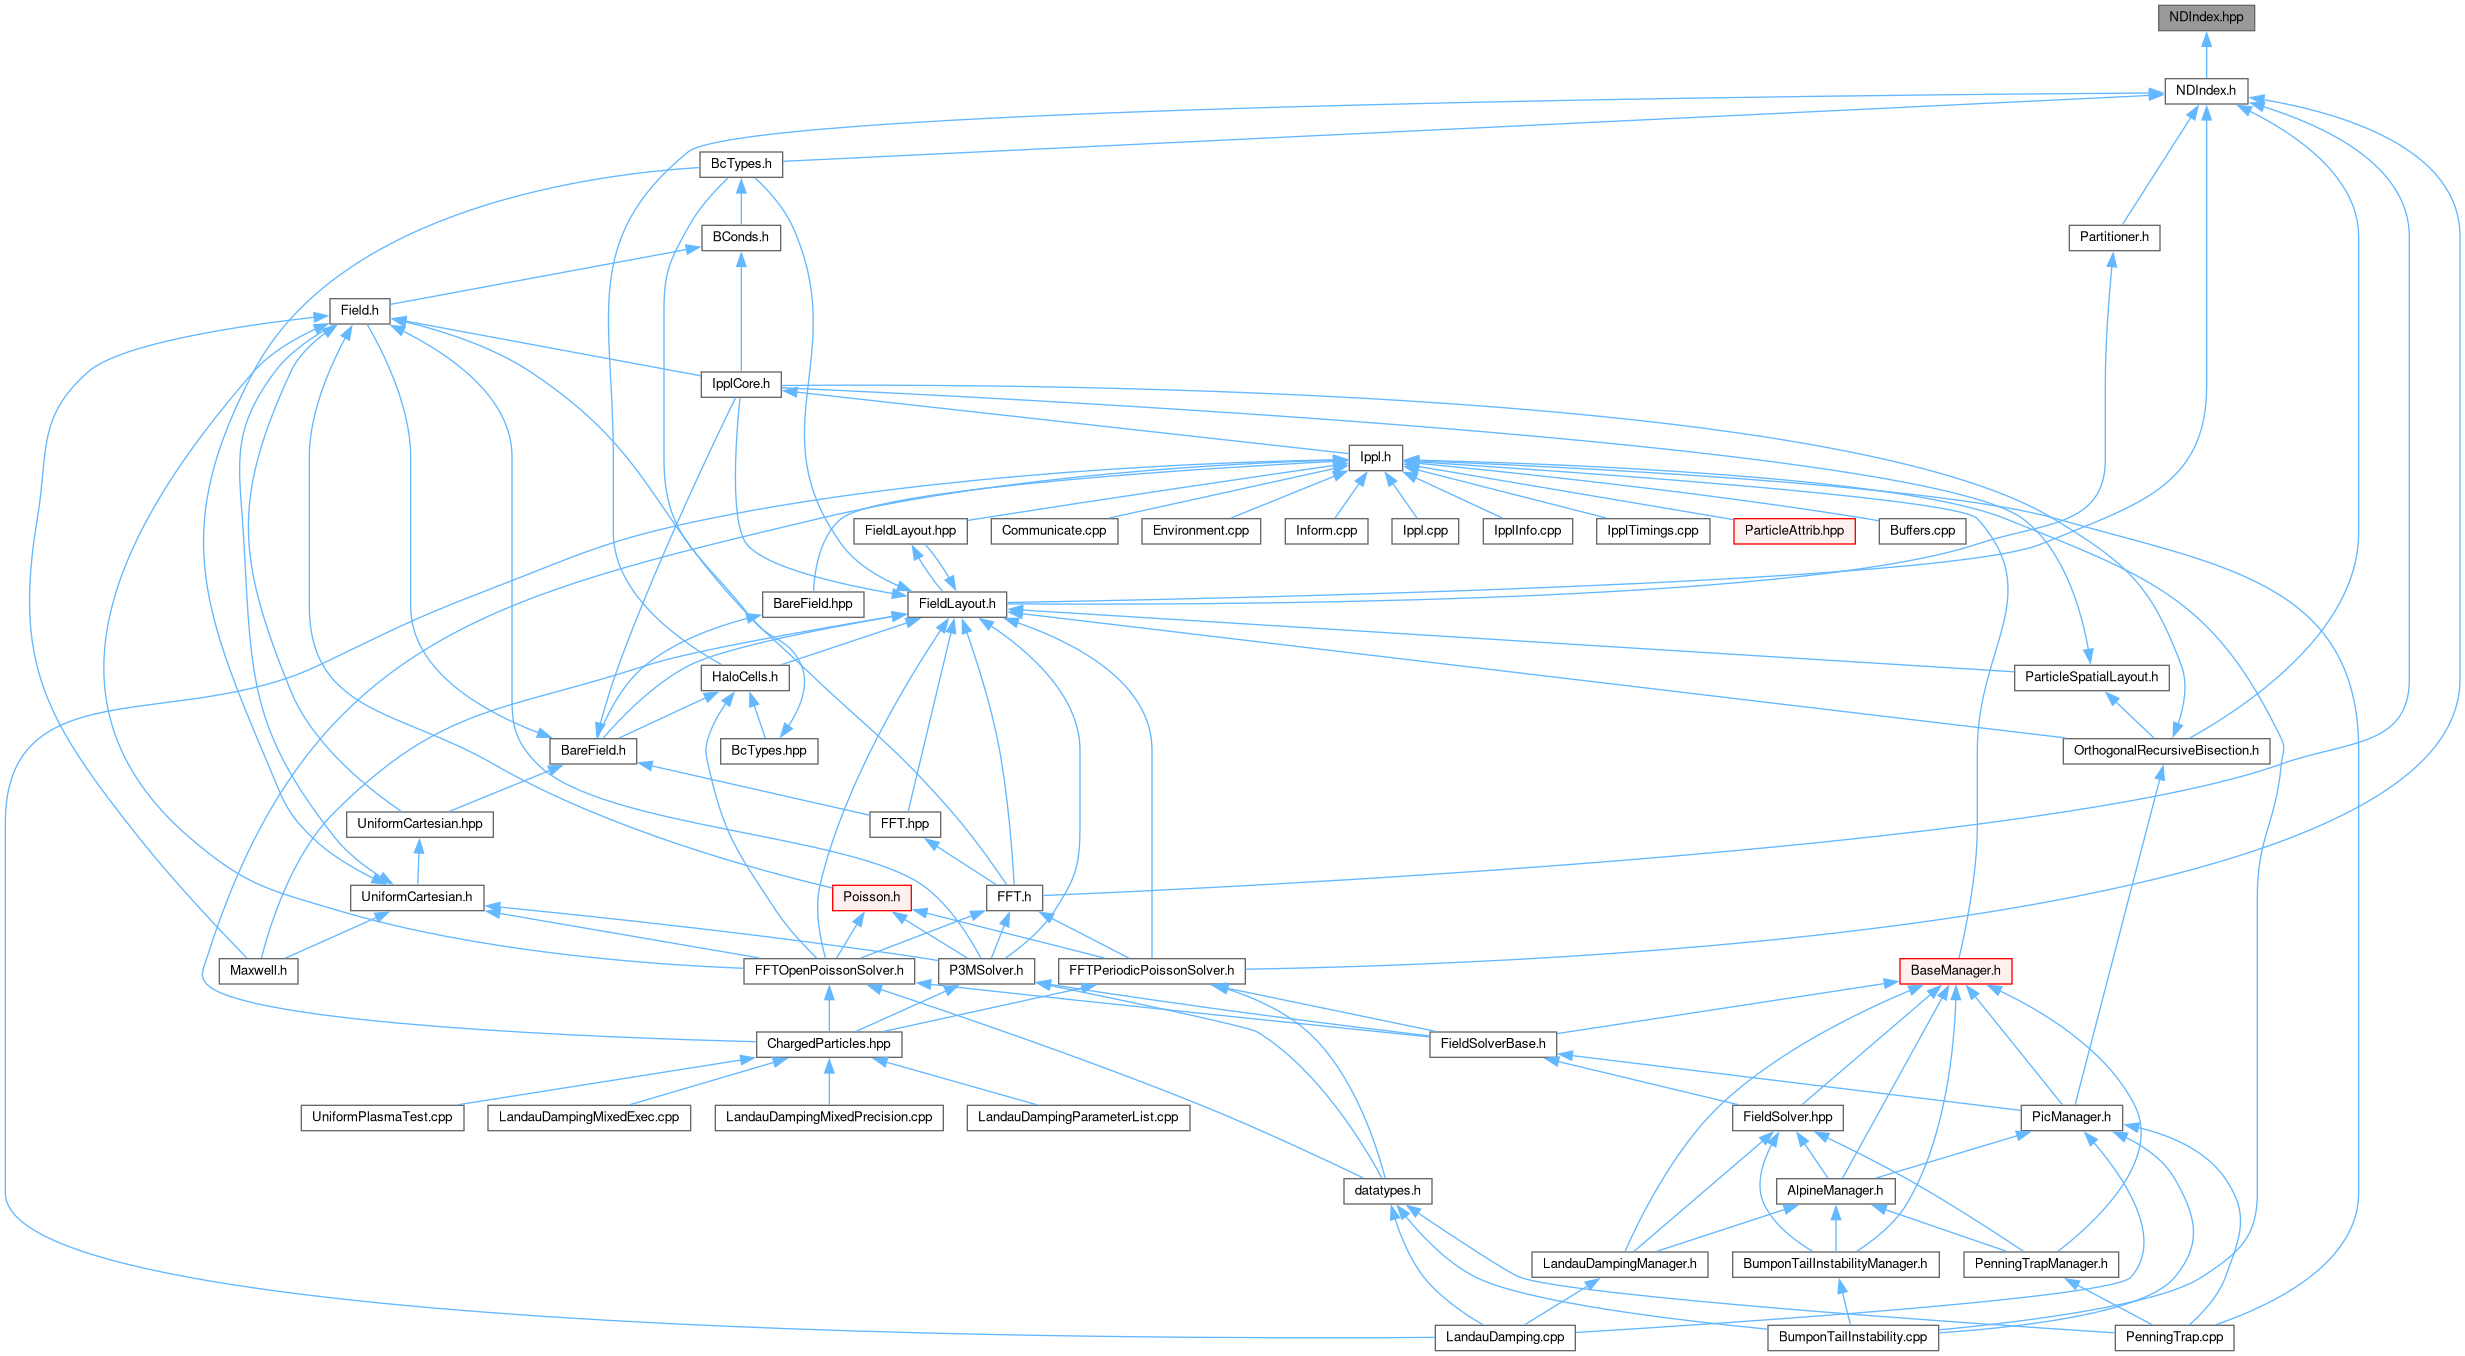 NDIndex.hpp
NDIndex.h
BcTypes.h
BConds.h
Partitioner.h
Field.h
IpplCore.h
Ippl.h
FieldLayout.hpp
Communicate.cpp
Environment.cpp
Inform.cpp
Ippl.cpp
IpplInfo.cpp
IpplTimings.cpp
ParticleAttrib.hpp
Buffers.cpp
BareField.hpp
FieldLayout.h
HaloCells.h
ParticleSpatialLayout.h
BareField.h
BcTypes.hpp
OrthogonalRecursiveBisection.h
UniformCartesian.hpp
FFT.hpp
UniformCartesian.h
Poisson.h
FFT.h
Maxwell.h
FFTOpenPoissonSolver.h
P3MSolver.h
FFTPeriodicPoissonSolver.h
BaseManager.h
ChargedParticles.hpp
FieldSolverBase.h
UniformPlasmaTest.cpp
LandauDampingMixedExec.cpp
LandauDampingMixedPrecision.cpp
LandauDampingParameterList.cpp
FieldSolver.hpp
PicManager.h
datatypes.h
AlpineManager.h
LandauDampingManager.h
BumponTailInstabilityManager.h
PenningTrapManager.h
LandauDamping.cpp
BumponTailInstability.cpp
PenningTrap.cpp